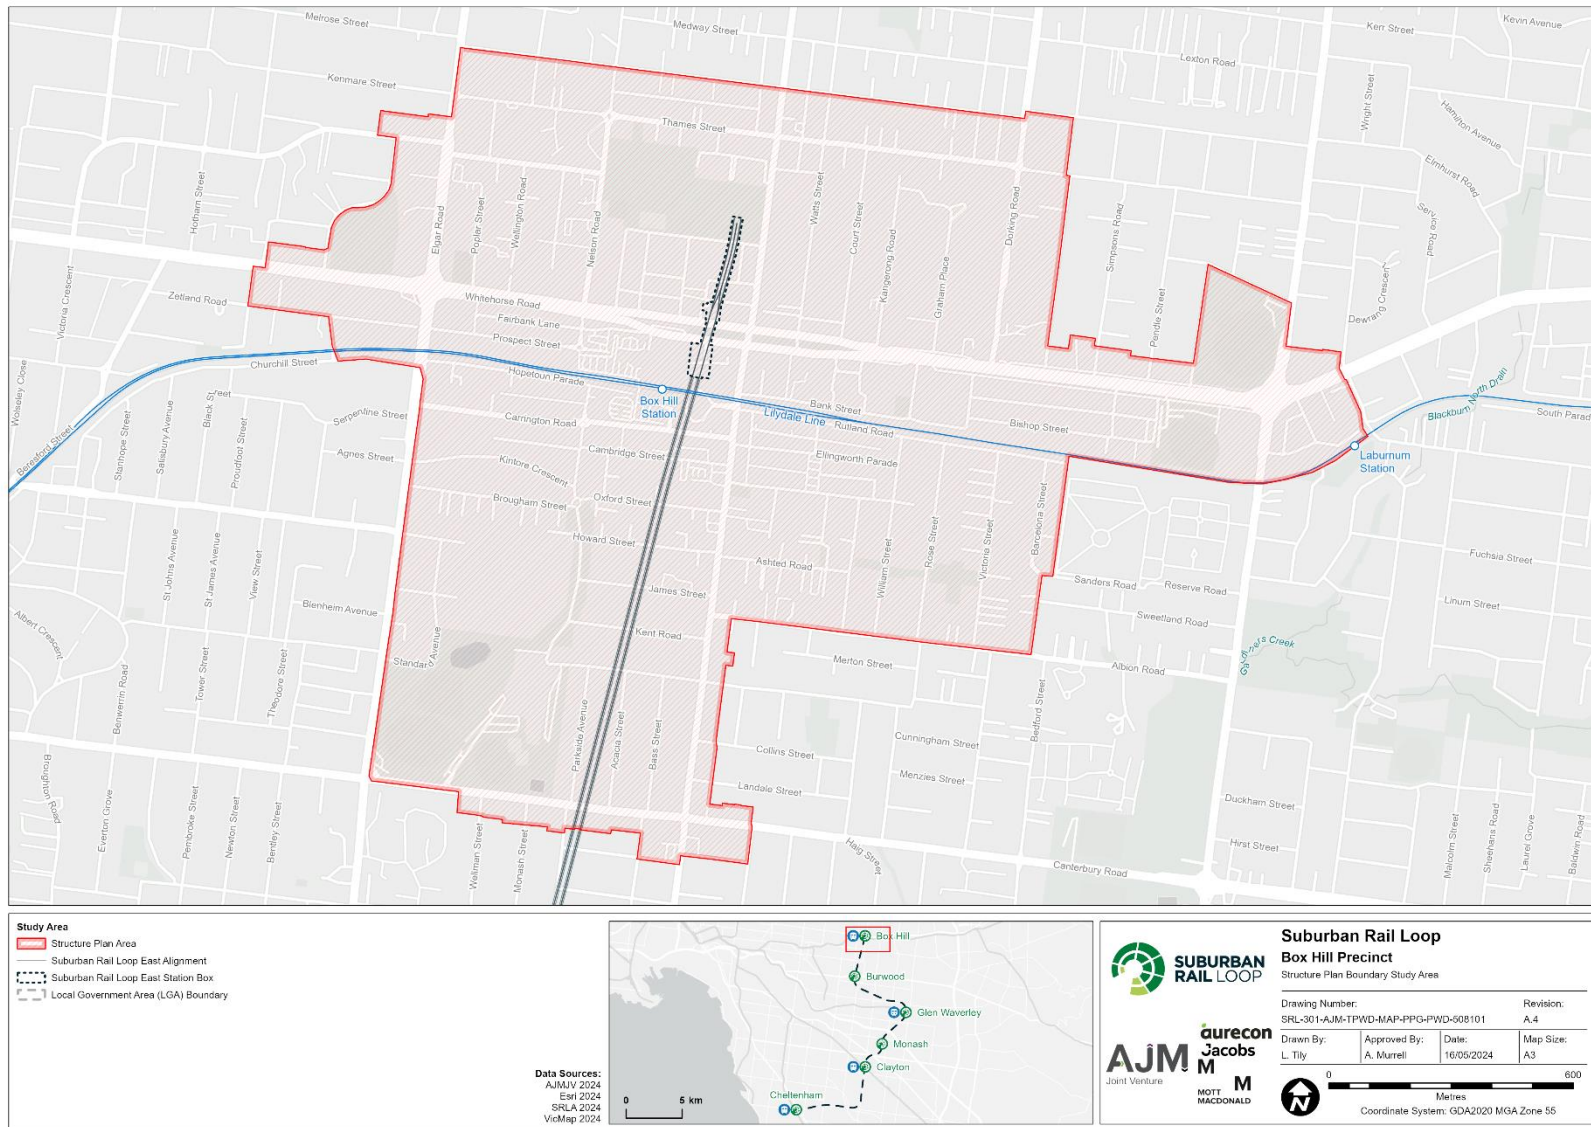 Melrose Street
Medway Street
Kerr Street
Kevin Avenue
Kenmare Street
Lexton Road
Wright Street
Hamilton Avenue
Thames Street
Elmhurst Road
Hotham Street
Elgar Road
Poplar Street
Wellington Road
Nelson Road
Watts Street
Court Street
Kangerong Road
Graham Place
Dorking Road
Simpsons Road
Service Road
Victoria Crescent
Zetland Road
Whitehorse Road
Fairbank Lane
Prospect Street
Pendle Street
Dewrang Crescent
Churchill Street
Hopetoun Parade
Box Hill
Station
Lilydale Line
Bank Street
Rutland Road
Bishop Street
Blackburn North Drain
South Parad
Laburnum
Station
Wolseley Close
Beresford Street
Stanhope Street
Salisbury Avenue
Black Street
Proudfoot Street
Serpentine Street
Agnes Street
Carrington Road
Cambridge Street
Kintore Crescent
Ellingworth Parade
Brougham Street
Oxford Street
Howard Street
Ashted Road
William Street
Rose Street
Victoria Street
Barcelona Street
Sanders Road
Reserve Road
Sweetland Road
Fuchsia Street
Linum Street
St Johns Avenue
St James Avenue
View Street
Blenheim Avenue
James Street
Kent Road
Merton Street
Albion Road
Gardiners Creek
Albert Crescent
Benwerrin Road
Tower Street
Theodore Street
Standard Avenue
Parkside Avenue
Acacia Street
Bass Street
Collins Street
Landale Street
Cunningham Street
Menzies Street
Bedford Street
Duckham Street
Hirst Street
Broughton Road
Everton Grove
Pembroke Street
Newton Street
Bentley Street
Wellman Street
Monash Street
Haig Street
Canterbury Road
Malcolm Street
Sheehans Road
Laurel Grove
Baldwin Road
Study Area
Structure Plan Area
Suburban Rail Loop East Alignment
Suburban Rail Loop East Station Box
Local Government Area (LGA) Boundary
Data Sources:
AJMJV 2024
Esri 2024
SRLA 2024
VicMap 2024
Box Hill
Burwood
Glen Waverley
Monash
Clayton
Cheltenham
0 5 km
SUBURBAN
RAIL LOOP
AJM
Joint Venture
aurecon
Jacobs
M
M
MOTT
MACDONALD
Suburban Rail Loop
Box Hill Precinct
Structure Plan Boundary Study Area
Drawing Number: Revision:
SRL-301-AJM-TPWD-MAP-PPG-PWD-508101 A.4
Drawn By: Approved By: Date: Map Size:
L. Tily A. Murrell 16/05/2024 A3
N
0 600
Metres
Coordinate System: GDA2020 MGA Zone 55